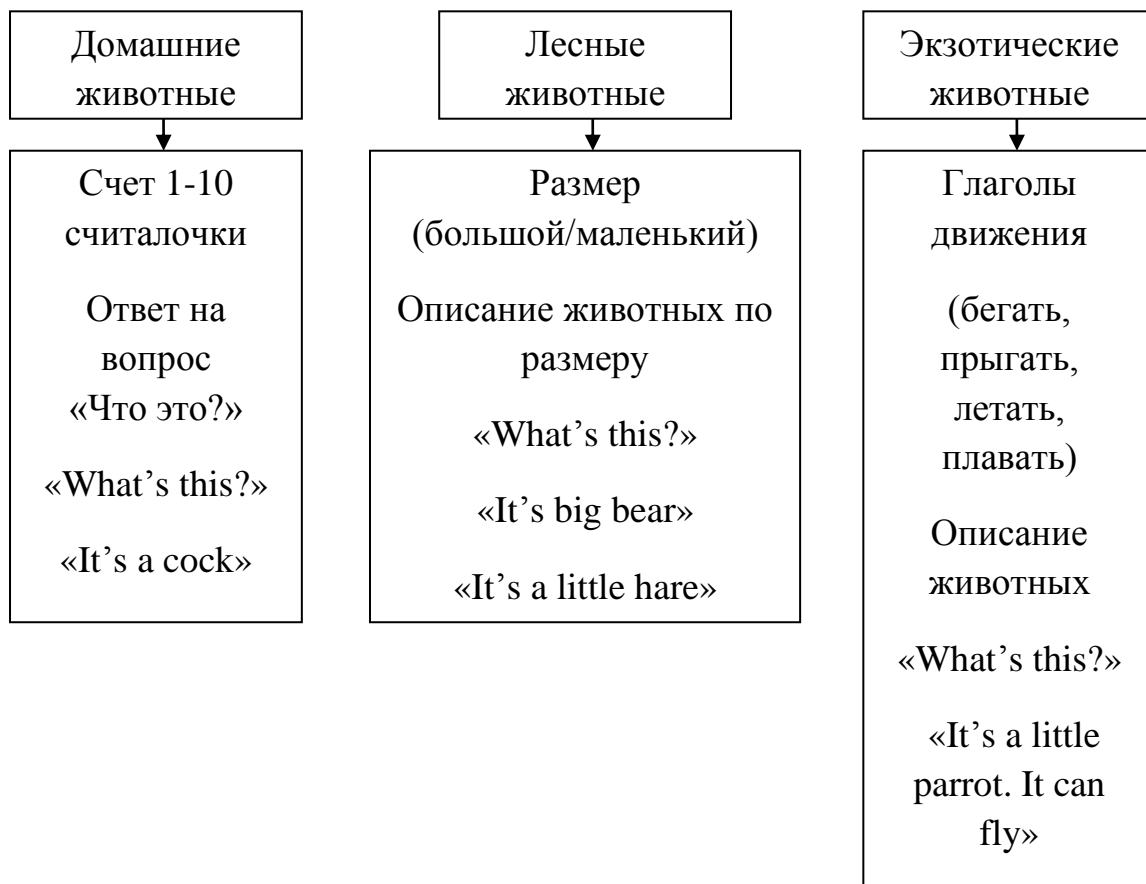 Домашние
животные
Счет 1-10
считалочки
Ответ на
вопрос
«Что это?»
«What’s this?»
«It’s a cock»
Лесные
животные
Размер
(большой/маленький)
Описание животных по
размеру
«What’s this?»
«It’s big bear»
«It’s a little hare»
Экзотические
животные
Глаголы
движения
(бегать,
прыгать,
летать,
плавать)
Описание
животных
«What’s this?»
«It’s a little
parrot. It can
fly»